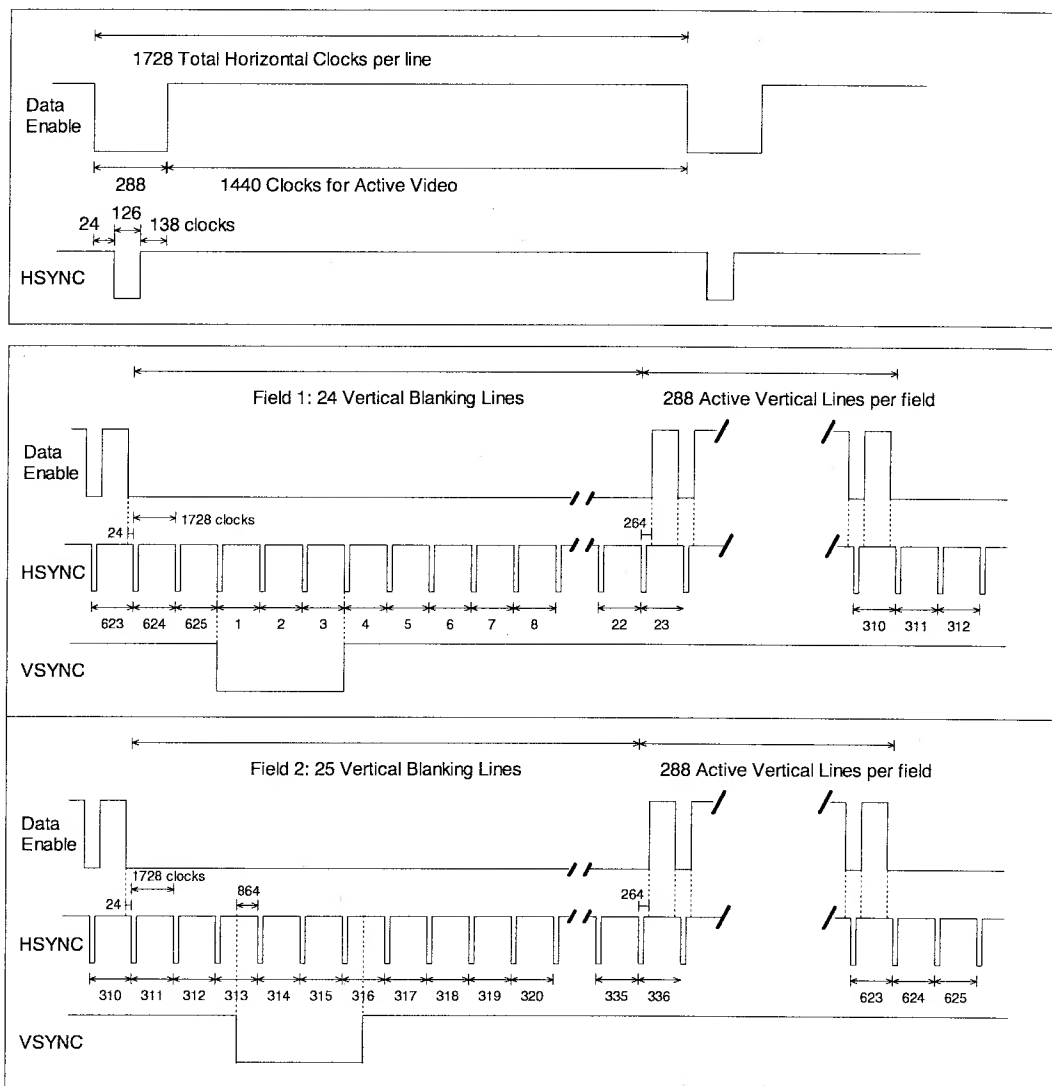 1728 Total Horizontal Clocks per line
Data
Enable
288
1440 Clocks for Active Video
126
24
138 clocks
HSYNC
Field 1: 24 Vertical Blanking Lines
288 Active Vertical Lines per field
Data
Enable
24
1728 clocks
264
HSYNC
623 624 625 1 2 3 4 5 6 7 8 22 23 310 311 312
VSYNC
Field 2: 25 Vertical Blanking Lines
288 Active Vertical Lines per field
Data
Enable
1728 clocks
24
864
264
HSYNC
310 311 312 313 314 315 316 317 318 319 320 335 336 623 624 625
VSYNC